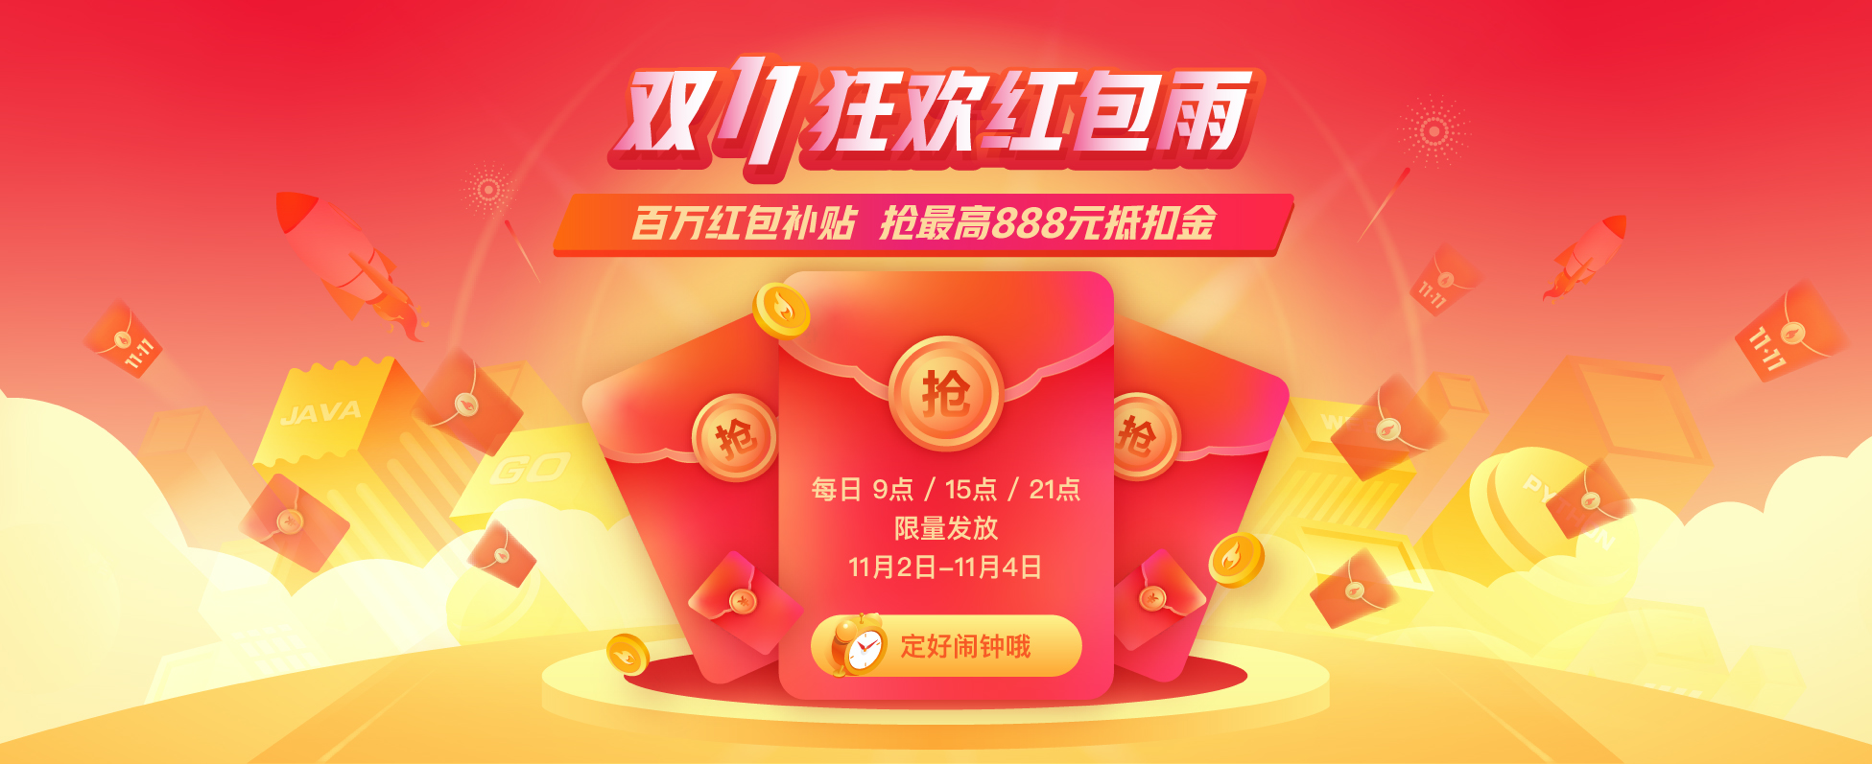 双11狂欢红包雨
百万红包补贴 抢最高888元抵扣金
抢
抢
抢
每日 9点 / 15点 / 21点
限量发放
11月2日-11月4日
定好闹钟哦
11·11
11·11
11·11
JAVA
GO